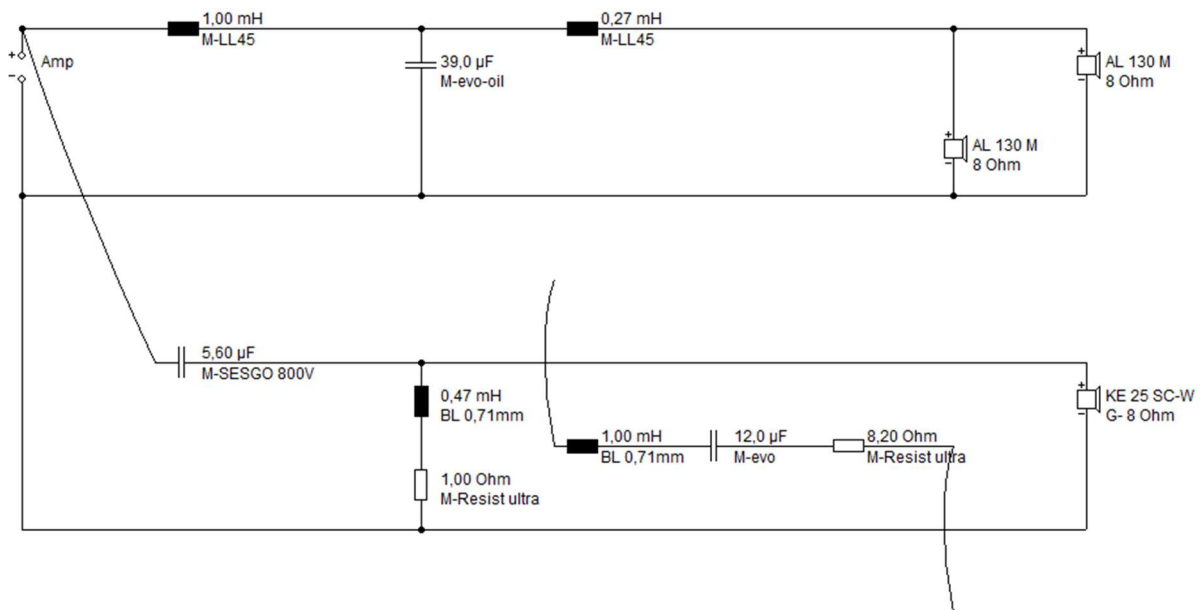 1,00 mH
M-LL45
0,27 mH
M-LL45
+
Amp
-
39,0 µF
M-evo-oil
+
AL 130 M
-
8 Ohm
+
AL 130 M
-
8 Ohm
5,60 µF
M-SESGO 800V
0,47 mH
BL 0,71mm
+
KE 25 SC-W
-
G- 8 Ohm
1,00 mH
BL 0,71mm
12,0 µF
M-evo
8,20 Ohm
M-Resist ultra
1,00 Ohm
M-Resist ultra